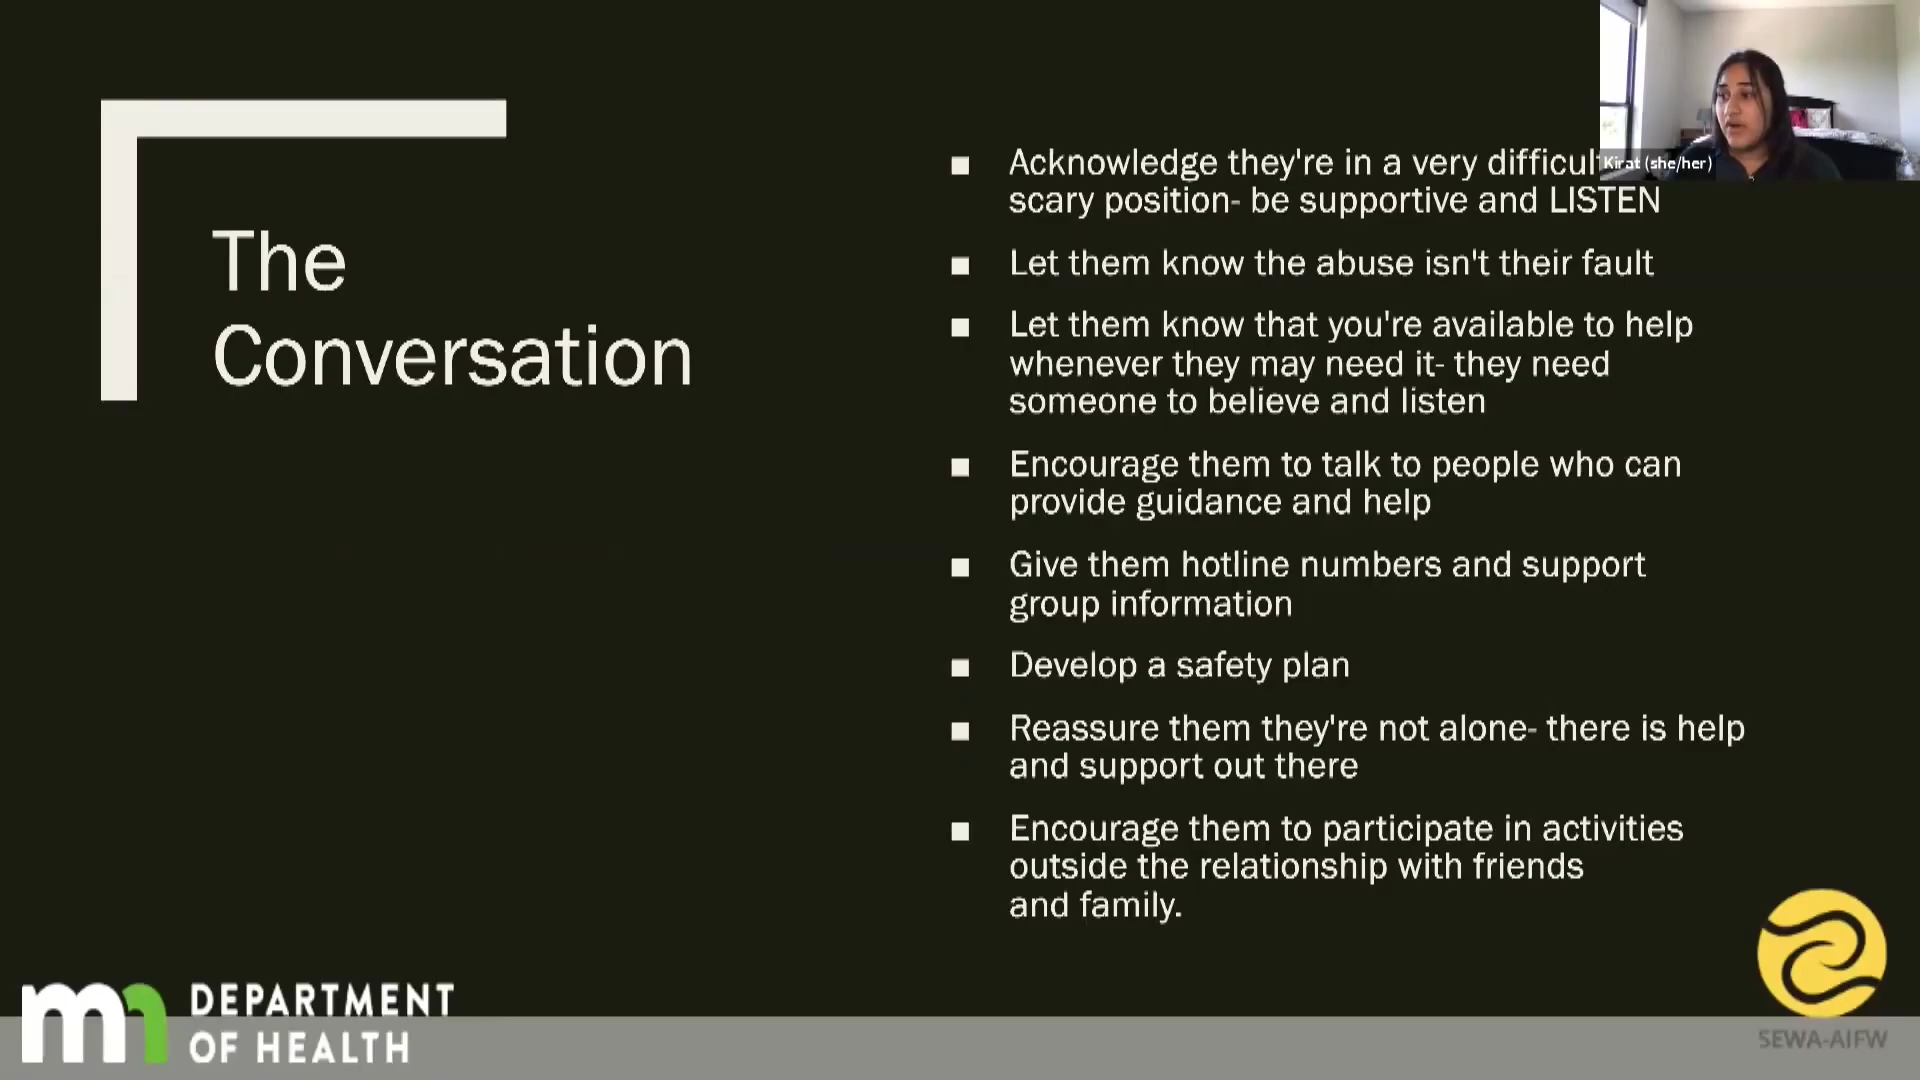 The
Conversation
Acknowledge they're in a very difficult
scary position- be supportive and LISTEN
Let them know the abuse isn't their fault
Let them know that you're available to help
whenever they may need it- they need
someone to believe and listen
Encourage them to talk to people who can
provide guidance and help
Give them hotline numbers and support
group information
Develop a safety plan
Reassure them they're not alone- there is help
and support out there
Encourage them to participate in activities
outside the relationship with friends
and family.
Kirat (she/her)
mn DEPARTMENT
OF HEALTH
SEWA-AIFW